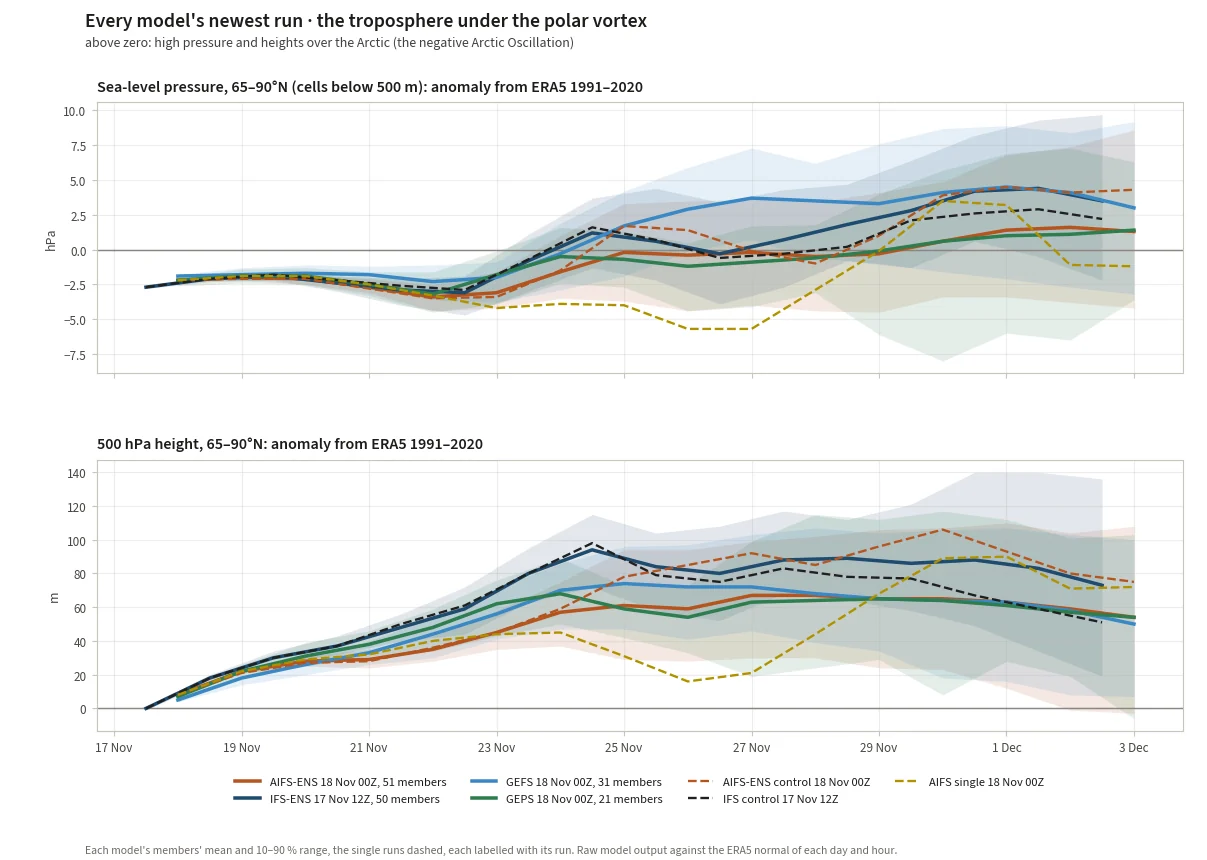 Every model's newest run · the troposphere under the polar vortex
above zero: high pressure and heights over the Arctic (the negative Arctic Oscillation)
Sea-level pressure, 65–90°N (cells below 500 m): anomaly from ERA5 1991–2020
10.0
7.5
5.0
2.5
0.0
−2.5
−5.0
−7.5
hPa
500 hPa height, 65–90°N: anomaly from ERA5 1991–2020
140
120
100
80
60
40
20
0
m
17 Nov 19 Nov 21 Nov 23 Nov 25 Nov 27 Nov 29 Nov 1 Dec 3 Dec
AIFS-ENS 18 Nov 00Z, 51 members GEFS 18 Nov 00Z, 31 members AIFS-ENS control 18 Nov 00Z AIFS single 18 Nov 00Z
IFS-ENS 17 Nov 12Z, 50 members GEPS 18 Nov 00Z, 21 members IFS control 17 Nov 12Z
Each model's members' mean and 10–90 % range, the single runs dashed, each labelled with its run. Raw model output against the ERA5 normal of each day and hour.